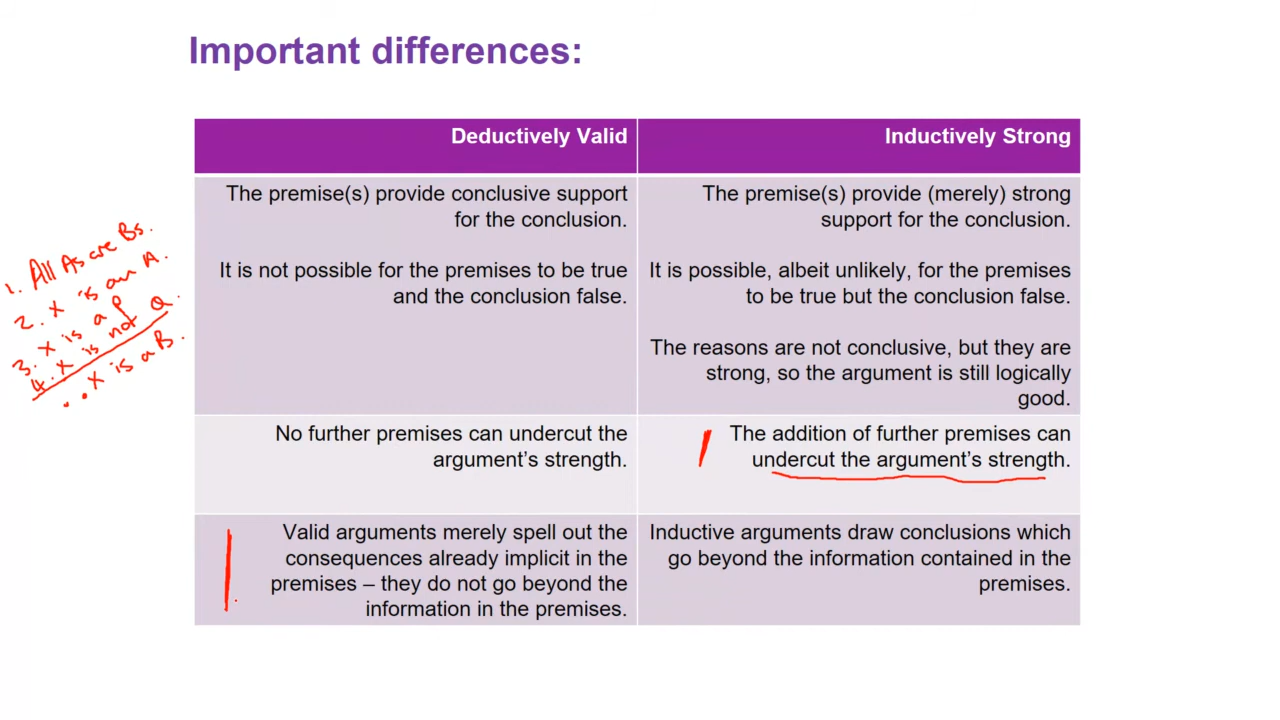 Important differences:
Deductively Valid
Inductively Strong
The premise(s) provide conclusive support
for the conclusion.
It is not possible for the premises to be true
and the conclusion false.
The premise(s) provide (merely) strong
support for the conclusion.
It is possible, albeit unlikely, for the premises
to be true but the conclusion false.
The reasons are not conclusive, but they are
strong, so the argument is still logically
good.
No further premises can undercut the
argument’s strength.
The addition of further premises can
undercut the argument’s strength.
Valid arguments merely spell out the
consequences already implicit in the
premises – they do not go beyond the
information in the premises.
Inductive arguments draw conclusions which
go beyond the information contained in the
premises.
1. All As are Bs.
2. X is an A.
3. X is a P
4. X is not Q.
∴ X is a B.